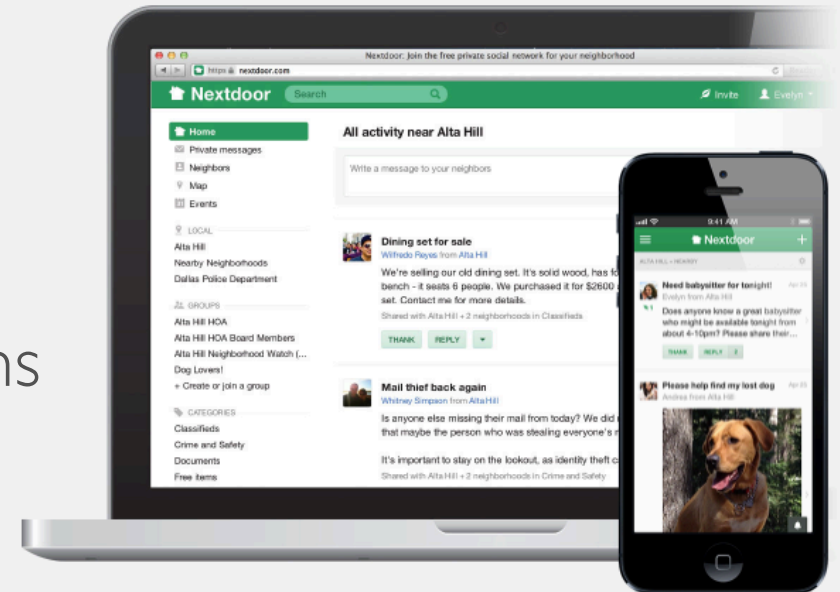 ns
Nextdoor: Join the free private social network for your neighborhood
https nextdoor.com
Nextdoor
Search
Invite
Evelyn
Home
Private messages
Neighbors
Map
Events
LOCAL
Alta Hill
Nearby Neighborhoods
Dallas Police Department
GROUPS
Alta Hill HOA
Alta Hill HOA Board Members
Alta Hill Neighborhood Watch (...
Dog Lovers!
+ Create or join a group
CATEGORIES
Classifieds
Crime and Safety
Documents
Free items
All activity near Alta Hill
Write a message to your neighbors
Dining set for sale
Wilfredo Reyes from Alta Hill
We're selling our old dining set. It's solid wood, has fo
bench - it seats 6 people. We purchased it for $2600
set. Contact me for more details.
Shared with Alta Hill + 2 neighborhoods in Classifieds
THANK
REPLY
Mail thief back again
Whitney Simpson from Alta Hill
Is anyone else missing their mail from today? We did
that maybe the person who was stealing everyone's
It's important to stay on the lookout, as identity theft
Shared with Alta Hill + 2 neighborhoods in Crime and Safety
9:41 AM
Nextdoor
+
ALTA HILL + NEARBY
Need babysitter for tonight!
Apr 23
Evelyn from Alta Hill
Does anyone know a great babysitter
who might be available tonight from
about 4-10pm? Please share their...
THANK
REPLY 2
Please help find my lost dog
Andrea from Alta Hill